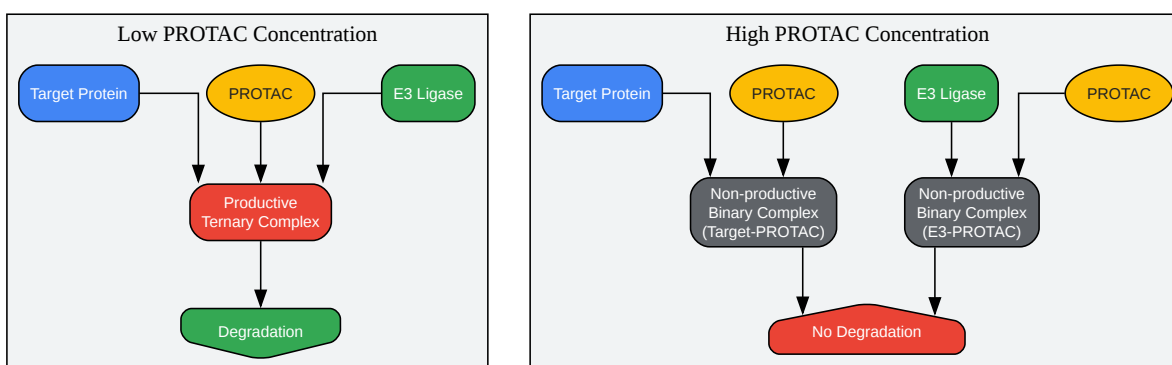 Low PROTAC Concentration
Target Protein
PROTAC
E3 Ligase
Productive
Ternary Complex
Degradation
High PROTAC Concentration
Target Protein
PROTAC
E3 Ligase
PROTAC
Non-productive
Binary Complex
(Target-PROTAC)
Non-productive
Binary Complex
(E3-PROTAC)
No Degradation